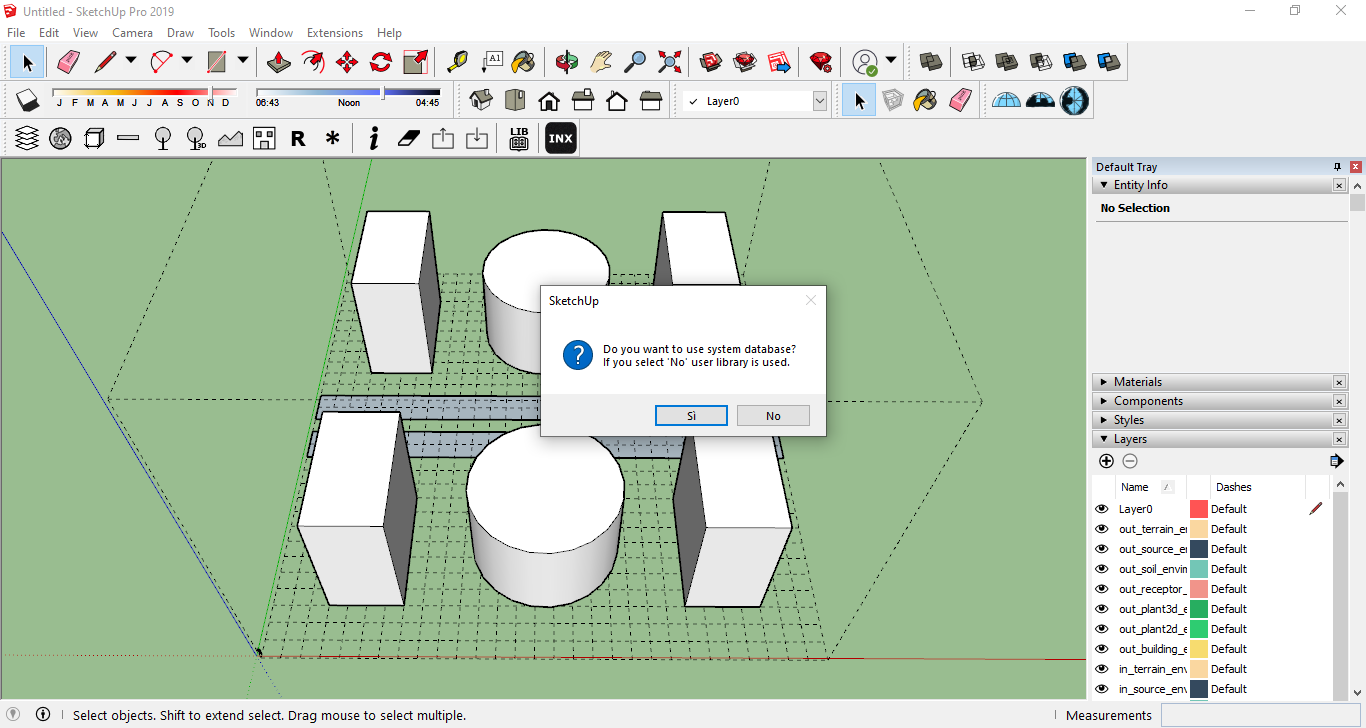 Untitled - SketchUp Pro 2019
File Edit View Camera Draw Tools Window Extensions Help
A1
J F M A M J J A S O N D 06:43 Noon 04:45
✓ Layer0
3D R * i LIB INX
Default Tray
Entity Info
No Selection
SketchUp
Do you want to use system database?
If you select 'No' user library is used.
Sì No
Materials
Components
Styles
Layers
Name Dashes
Layer0 Default
out_terrain_e Default
out_source_e Default
out_soil_envir Default
out_receptor_ Default
out_plant3d_e Default
out_plant2d_e Default
out_building_e Default
in_terrain_env Default
in_source_env Default
Select objects. Shift to extend select. Drag mouse to select multiple.
Measurements